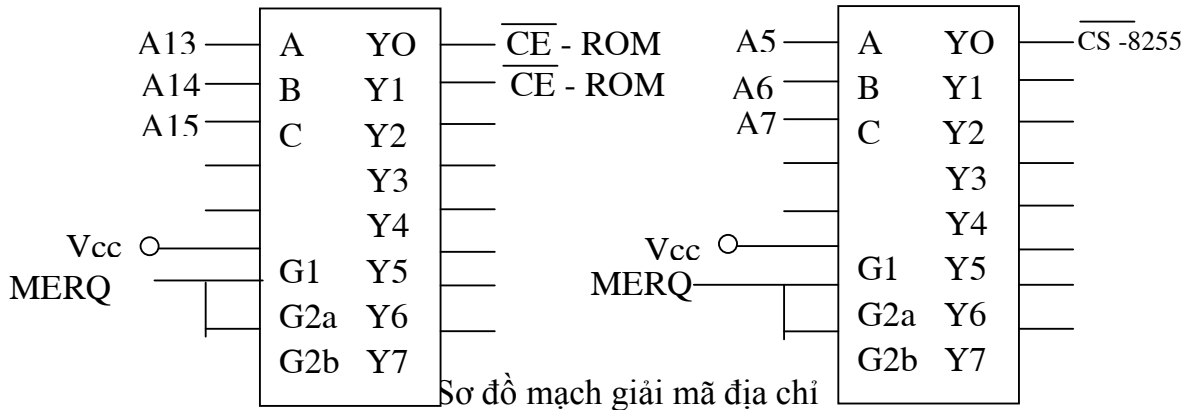 A13 A YO CE - ROM
A14 B Y1 CE - ROM
A15 C Y2
Y3
Y4
Vcc
G1 Y5
MERQ
G2a Y6
G2b Y7
A5 A YO CS -8255
A6 B Y1
A7 C Y2
Y3
Y4
Vcc
G1 Y5
MERQ
G2a Y6
G2b Y7
Sơ đồ mạch giải mã địa chỉ